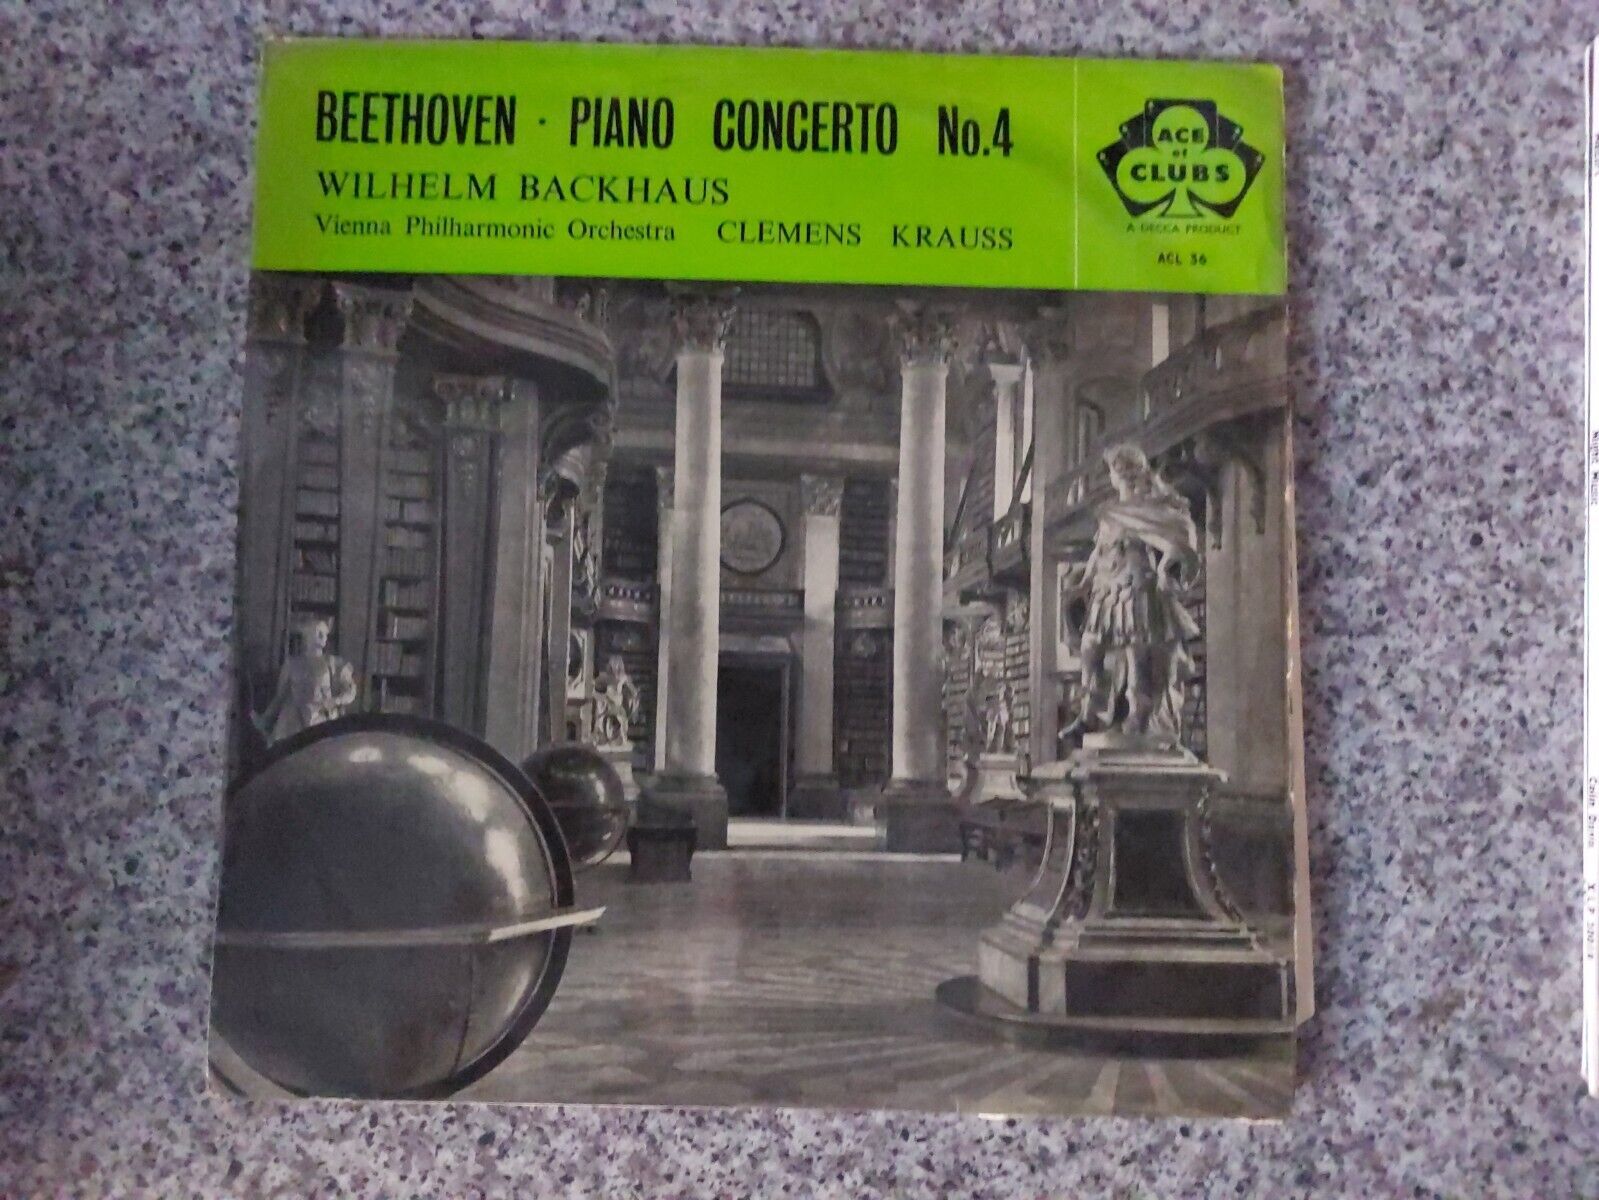 BEETHOVEN · PIANO CONCERTO No.4
WILHELM BACKHAUS
Vienna Philharmonic Orchestra CLEMENS KRAUSS
ACE
of
CLUBS
A DECCA PRODUCT
ACL 36